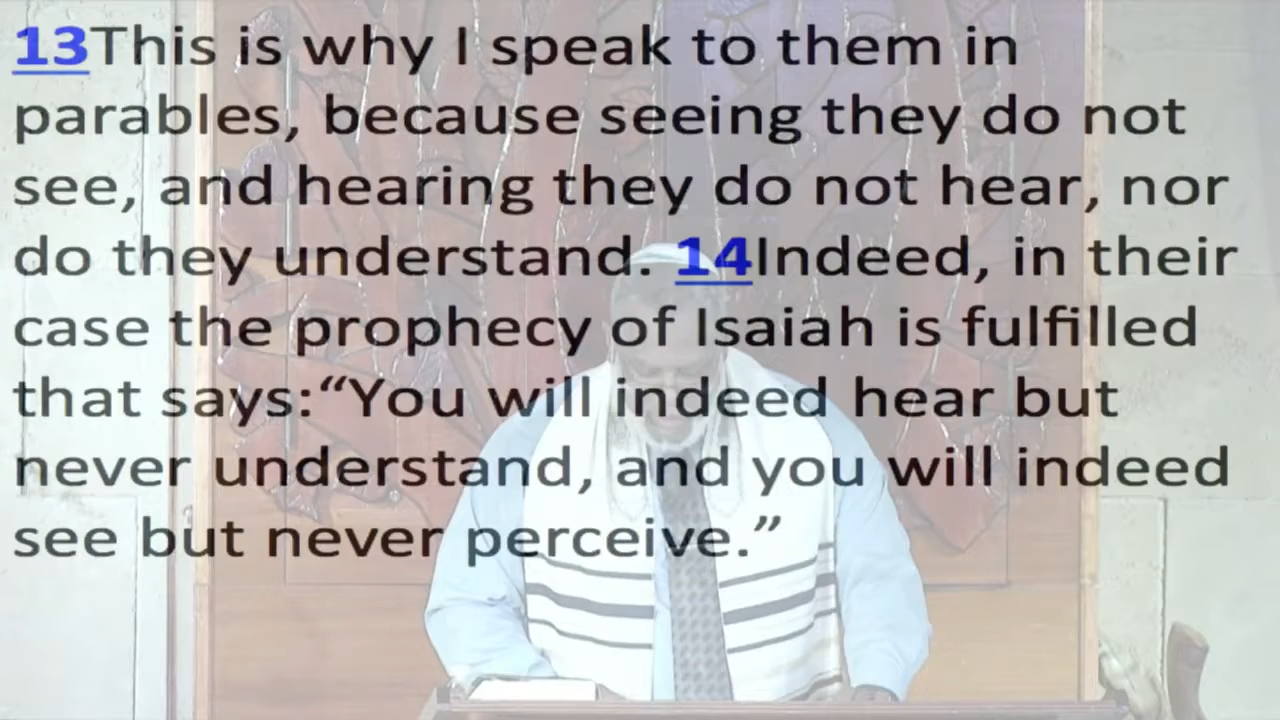 13This is why I speak to them in
parables, because seeing they do not
see, and hearing they do not hear, nor
do they understand. 14Indeed, in their
case the prophecy of Isaiah is fulfilled
that says:“You will indeed hear but
never understand, and you will indeed
see but never perceive.”